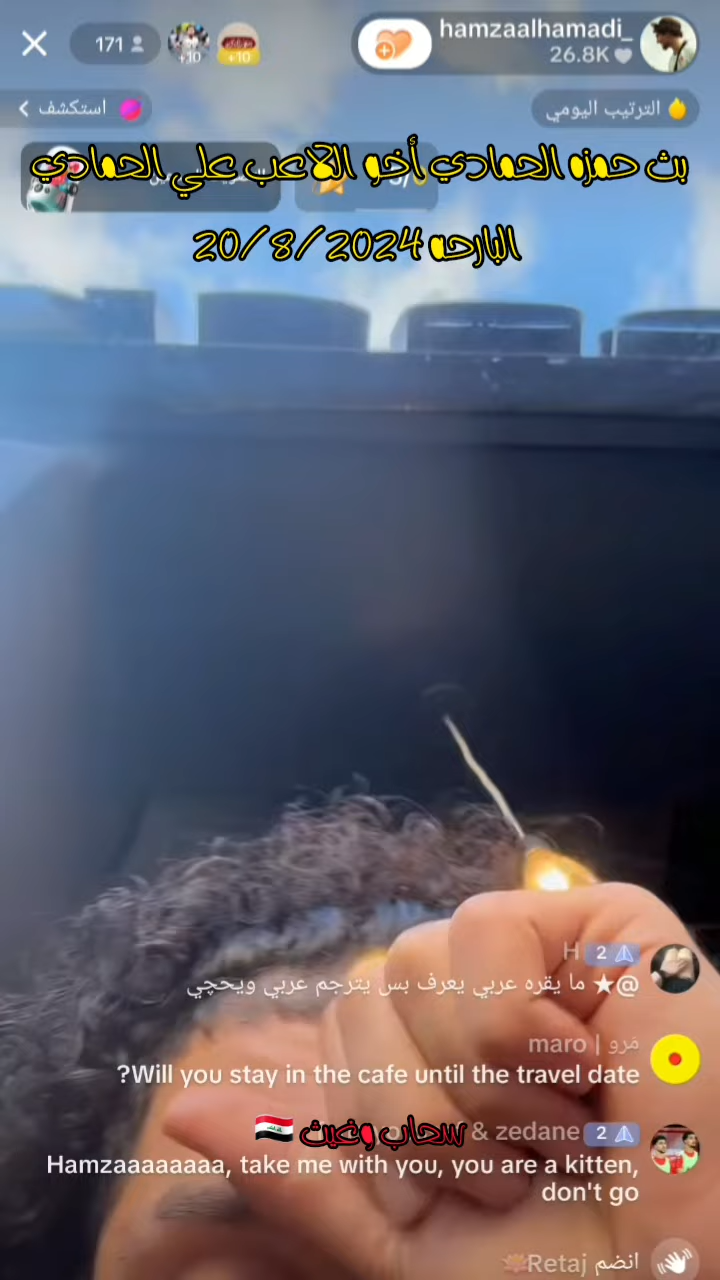 171
hamzaalhamadi_
26.8K
+10
+10
استكشف
الترتيب اليومي
بث حمزه الحمادي أخو اللاعب علي الحمادي
البارحه 20/8/2024
H 2
@★ ما يقره عربي يعرف بس يترجم عربي ويحچي
maro | مَرو
?Will you stay in the cafe until the travel date
سحاب وغيث
& zedane 2
Hamzaaaaaaaa, take me with you, you are a kitten,
don't go
Retaj انضم